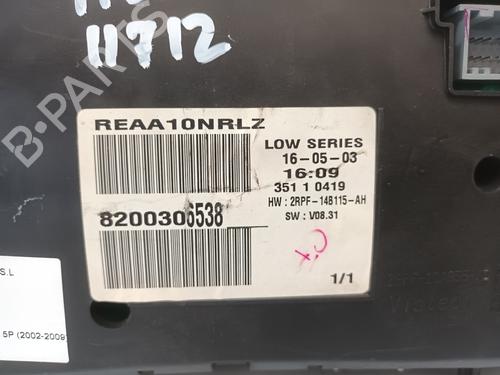 11712
B-PARTS
REAA10NRLZ
LOW SERIES
16-05-03
16:09
351 1 0419
HW : 2RPF-14B115-AH
SW : V08.31
8200306538
1/1
S.L
5P (2002-2009